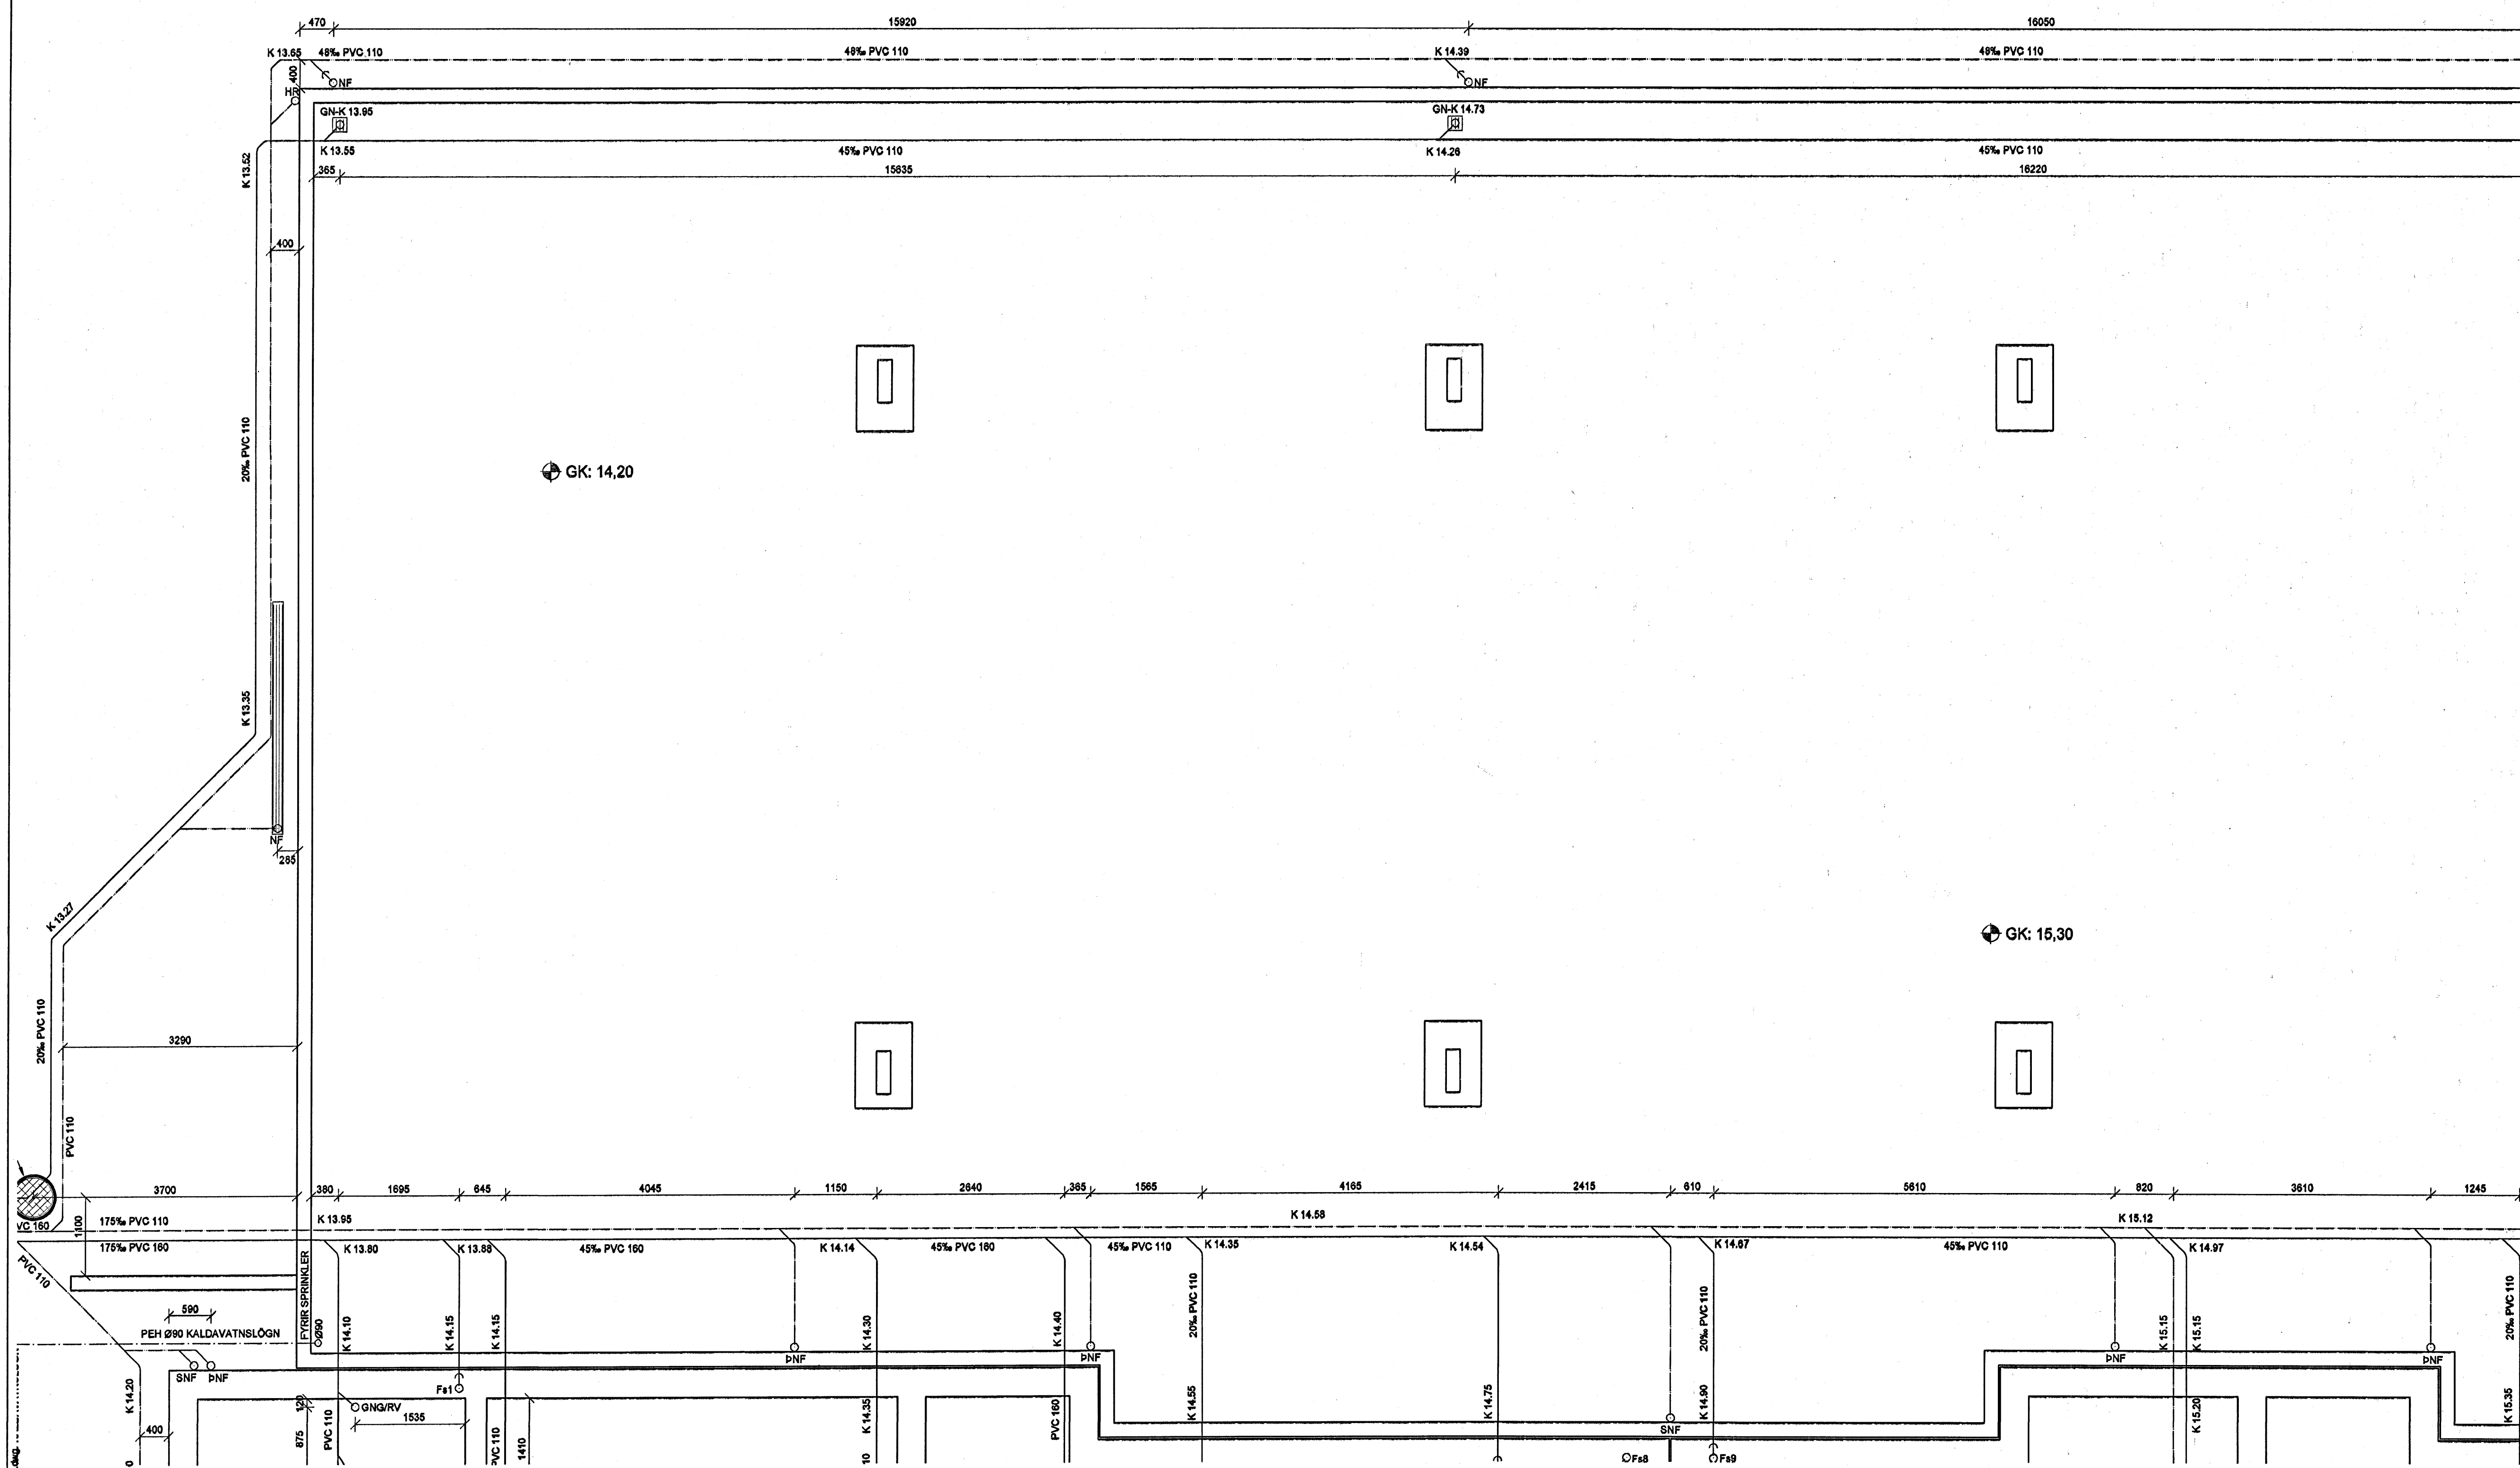 470
15920
16050
K 13.65
48‰ PVC 110
48‰ PVC 110
K 14.39
48‰ PVC 110
400
HR
NF
NF
GN-K 13.95
GN-K 14.73
K 13.55
45‰ PVC 110
K 14.26
45‰ PVC 110
K 13.52
365
15635
16220
400
20‰ PVC 110
GK: 14,20
K 13.35
NF
285
K 13.27
GK: 15,30
20‰ PVC 110
3290
PVC 110
3700
380
1695
645
4045
1150
2640
365
1565
4165
2415
610
5610
820
3610
1245
VC 160
1100
175‰ PVC 110
K 13.95
K 14.58
K 15.12
175‰ PVC 160
K 13.80
K 13.88
45‰ PVC 160
K 14.14
45‰ PVC 160
45‰ PVC 110
K 14.35
K 14.54
K 14.67
45‰ PVC 110
K 14.97
PVC 110
FYRIR SPRINKLER
Ø90
590
PEH Ø90 KALDAVATNSLÖGN
K 14.10
K 14.15
K 14.15
K 14.30
K 14.40
20‰ PVC 110
20‰ PVC 110
K 15.15
K 15.15
20‰ PVC 110
ÞNF
ÞNF
ÞNF
ÞNF
SNF
ÞNF
K 14.20
Fs1
120
GNG/RV
1535
400
875
PVC 110
PVC 110
1410
K 14.35
10
PVC 160
K 14.55
K 14.75
SNF
K 14.90
K 15.20
K 15.35
Fs8
Fs9